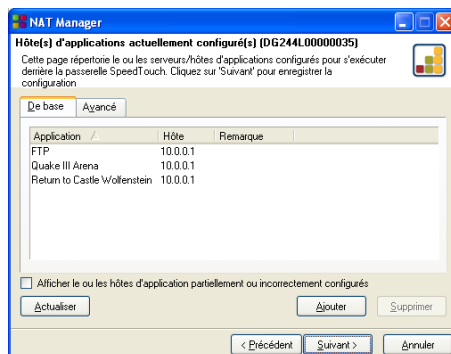 NAT Manager
Hôte(s) d'applications actuellement configuré(s) (DG244L00000035)
Cette page répertorie le ou les serveurs/hôtes d'applications configurés pour s'exécuter
derrière la passerelle SpeedTouch. Cliquez sur 'Suivant' pour enregistrer la
configuration
De base Avancé
Application Hôte Remarque
FTP 10.0.0.1
Quake III Arena 10.0.0.1
Return to Castle Wolfenstein 10.0.0.1
Afficher le ou les hôtes d'application partiellement ou incorrectement configurés
Actualiser Ajouter Supprimer
< Précédent Suivant > Annuler